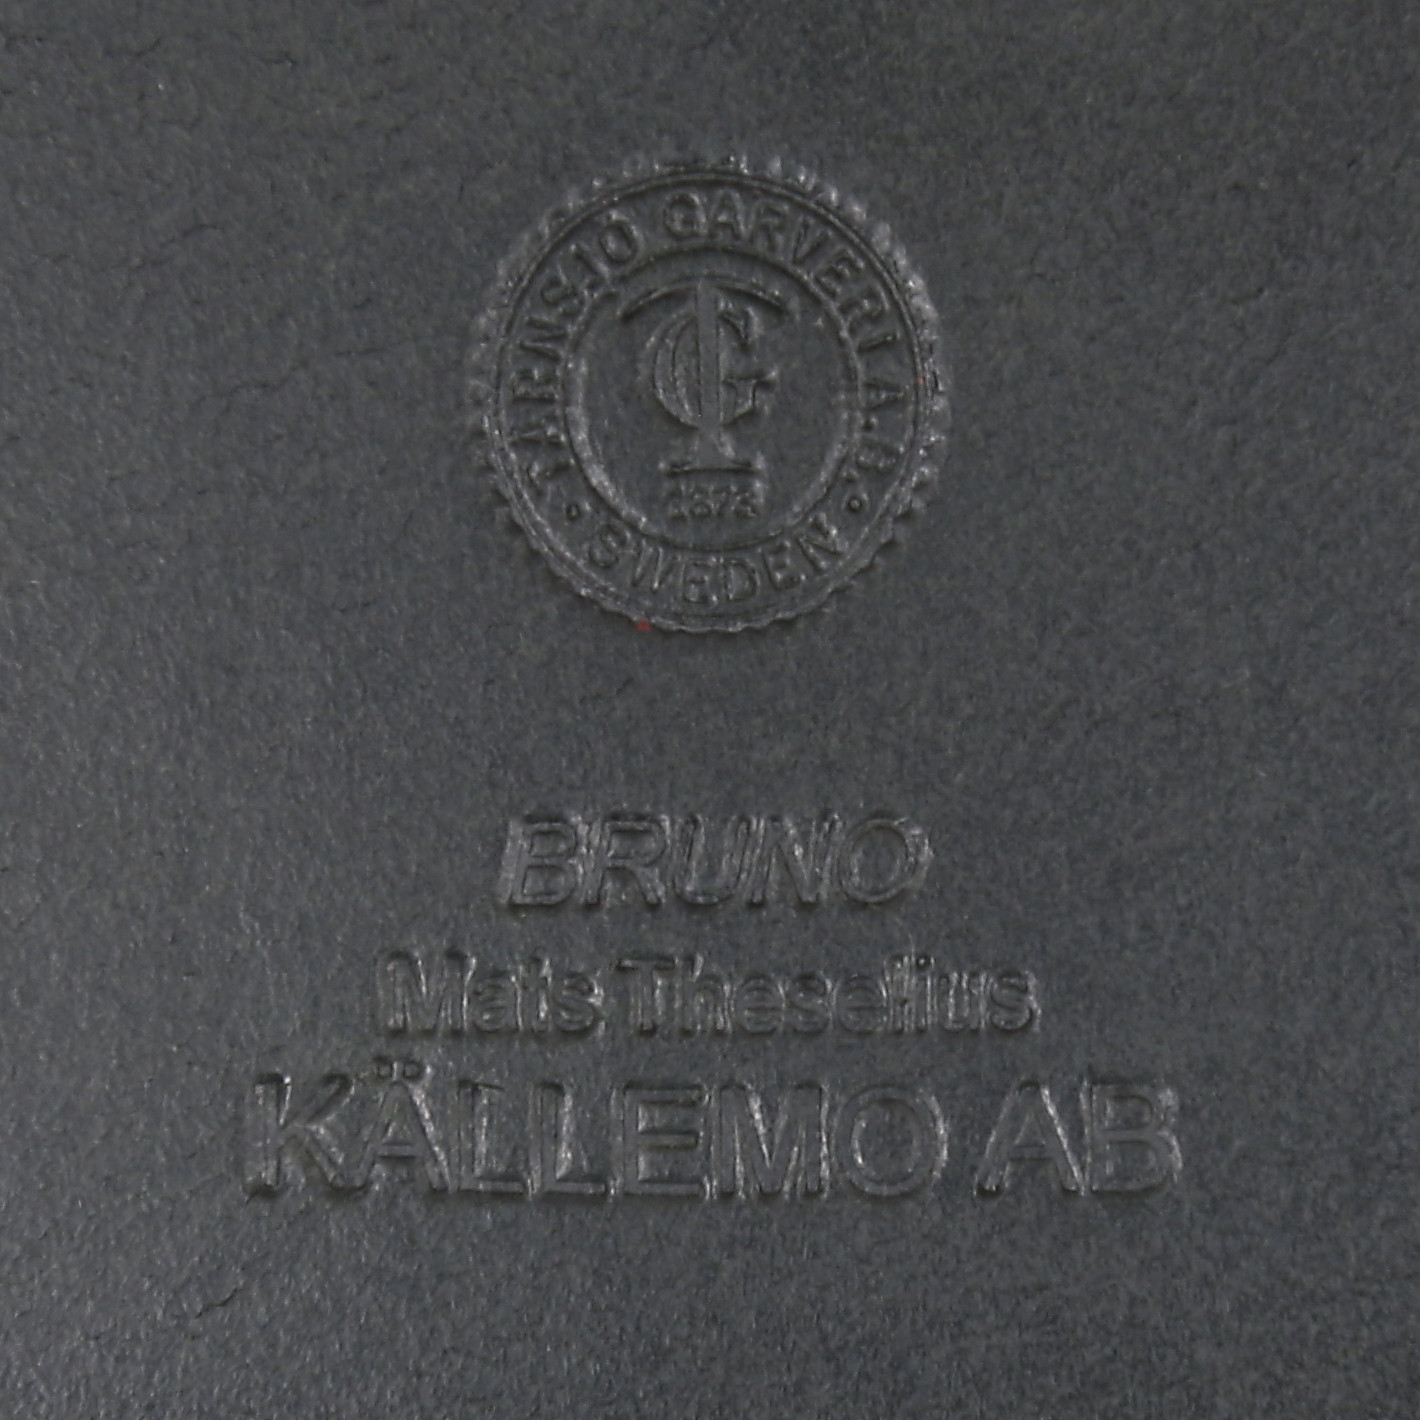 TÄRNSJÖ GARVERI A.B.
TG
1873
SWEDEN
BRUNO
Mats Theselius
KÄLLEMO AB